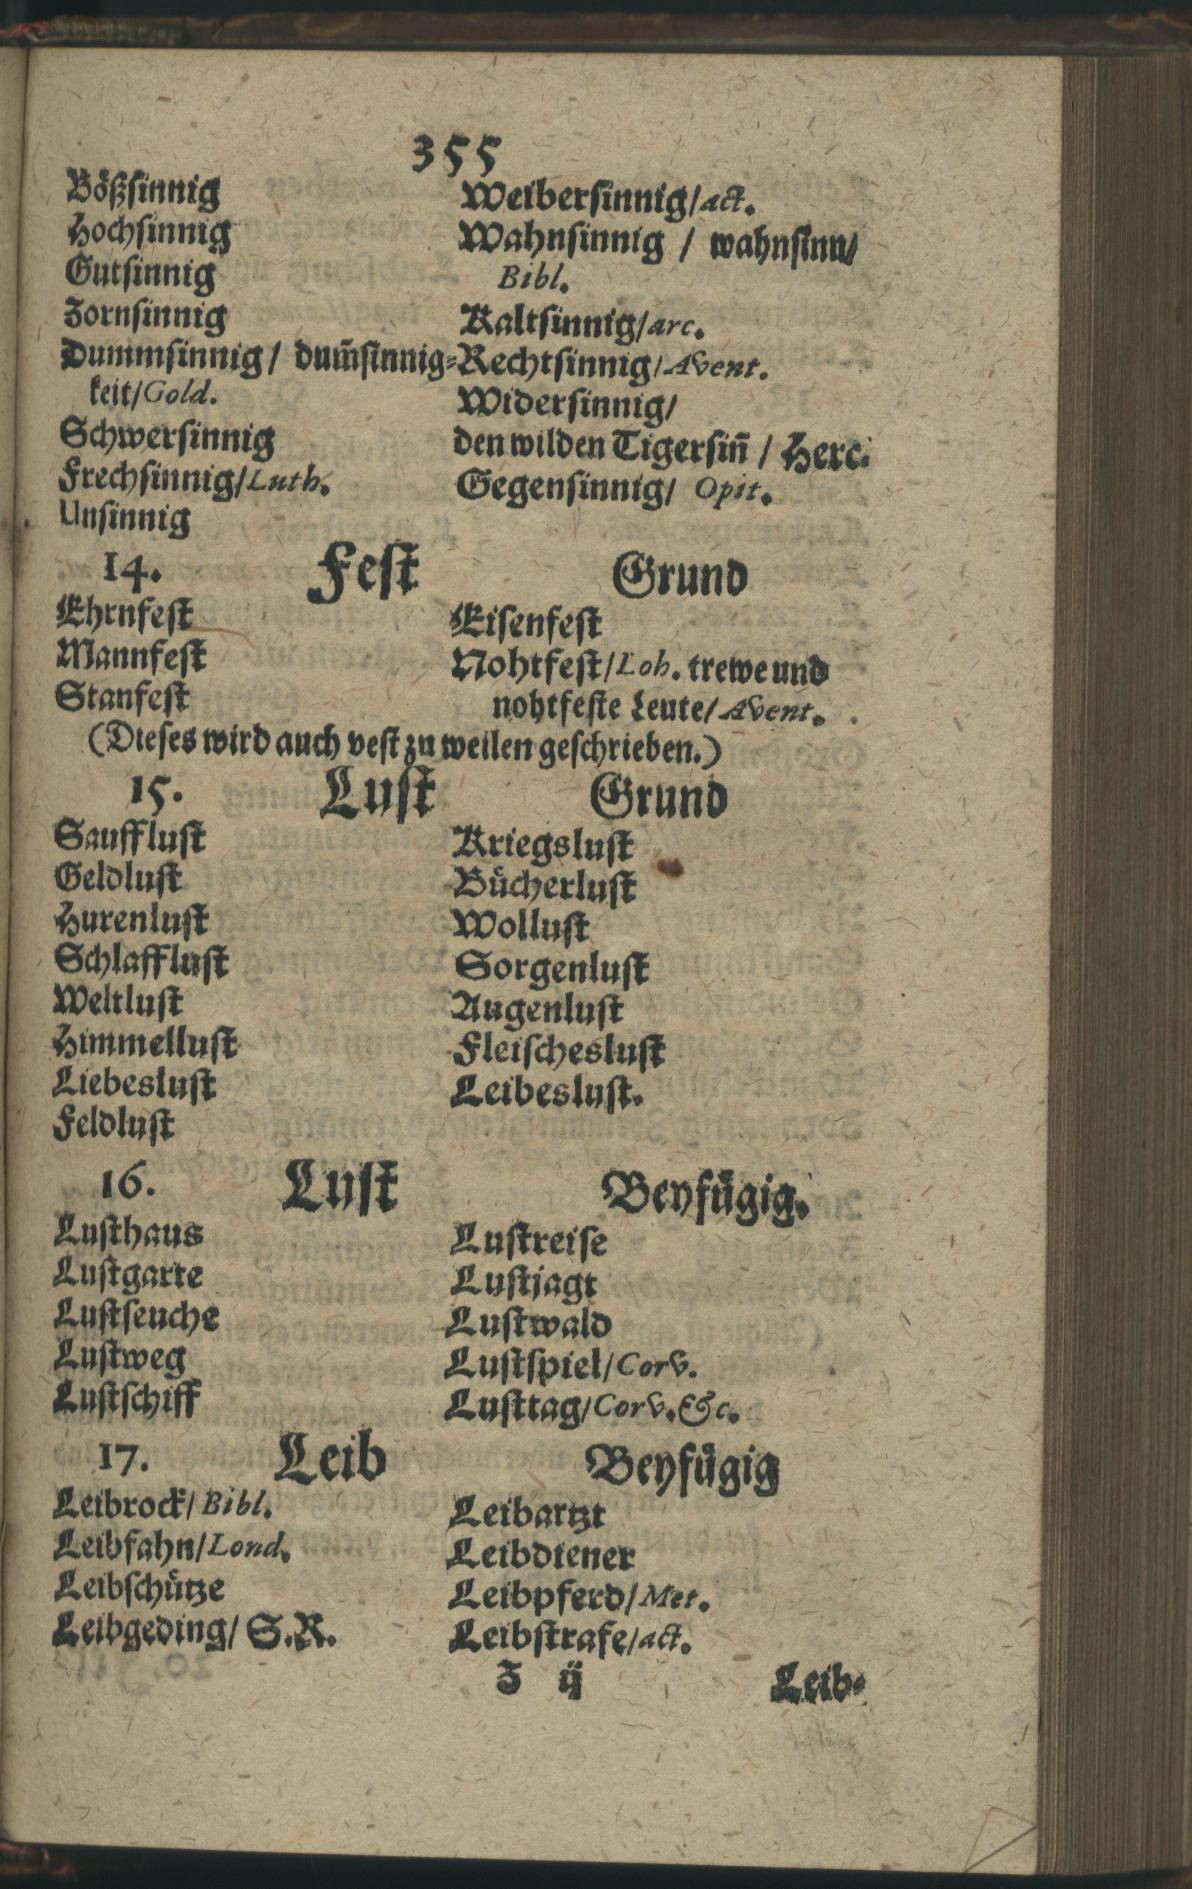 355
Bößsinnig
Hochsinnig
Gutsinnig
Zornsinnig
Dummsinnig / dum̃sinnig=
keit/Gold.
Schwersinnig
Frechsinnig/Luth.
Unsinnig
Weibersinnig/act.
Wahnsinnig / wahnsinn/
Bibl.
Kaltsinnig/arc.
Rechtsinnig/Avent.
Widersinnig/
den wilden Tigersiñ / Herc.
Gegensinnig/ Opit.
14. Fest Grund
Ehrnfest
Mannfest
Stanfest
Eisenfest
Nohtfest/Loh. trewe und
nohtfeste Leute/Avent.
(Dieses wird auch vest zu weilen geschrieben.)
15. Lust Grund
Saufflust
Geldlust
Hurenlust
Schlafflust
Weltlust
Himmellust
Liebeslust
Feldlust
Kriegslust
Bücherlust
Wollust
Sorgenlust
Augenlust
Fleischeslust
Leibeslust.
16. Lust Beyfügig.
Lusthaus
Lustgarte
Lustseuche
Lustweg
Lustschiff
Lustreise
Lustjagt
Lustwald
Lustspiel/Corv.
Lusttag/Corv.&c.
17. Leib Beyfügig
Leibrock/Bibl.
Leibfahn/Lond.
Leibschütze
Leibgeding/ S.R.
Leibartzt
Leibdiener
Leibpferd/Met.
Leibstrafe/act.
Z ij Leib=